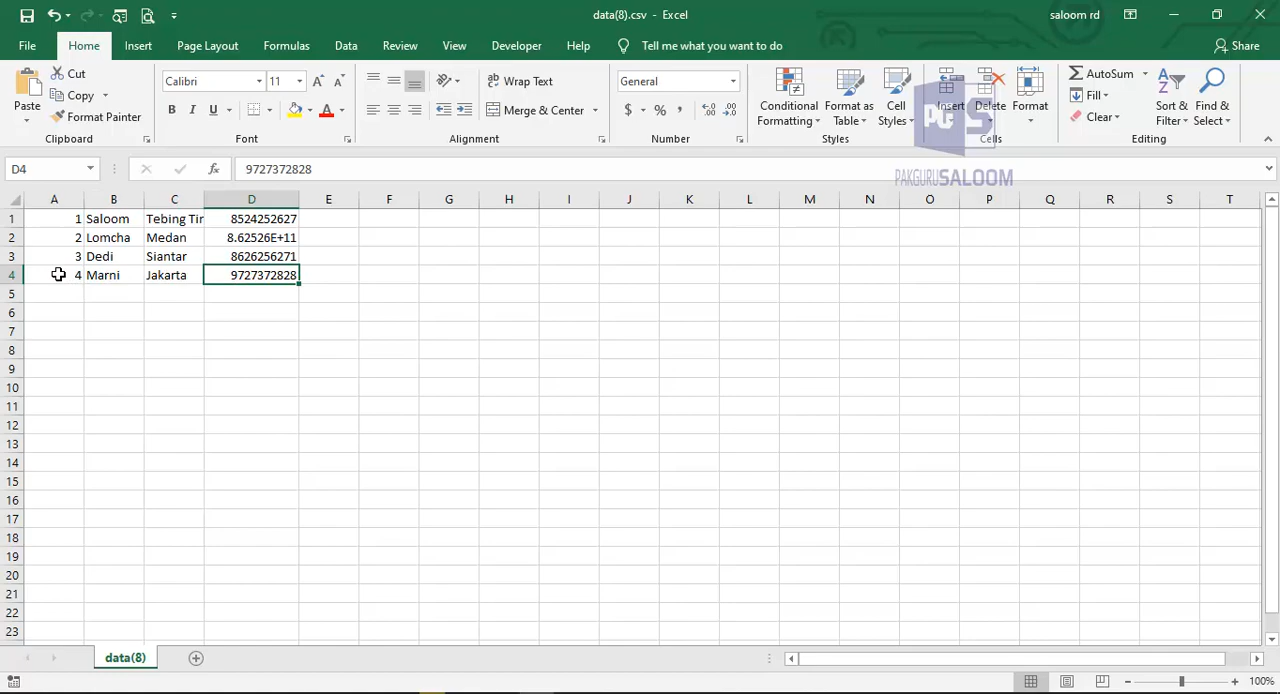 data(8).csv - Excel
saloom rd
File Home Insert Page Layout Formulas Data Review View Developer Help Tell me what you want to do Share
Paste
Cut
Copy
Format Painter
Clipboard
Calibri 11
B I U
Font
Wrap Text
Merge & Center
Alignment
General
$ % ,
Number
Conditional Formatting
Format as Table
Cell Styles
Styles
Insert Delete Format
Cells
AutoSum
Fill
Clear
Sort & Filter
Find & Select
Editing
PGS
PAKGURUSALOOM
D4 fx 9727372828
A B C D E F G H I J K L M N O P Q R S T
1 1 Saloom Tebing Tir 8524252627
2 2 Lomcha Medan 8.62526E+11
3 3 Dedi Siantar 8626256271
4 4 Marni Jakarta 9727372828
5
6
7
8
9
10
11
12
13
14
15
16
17
18
19
20
21
22
23
data(8)
100%